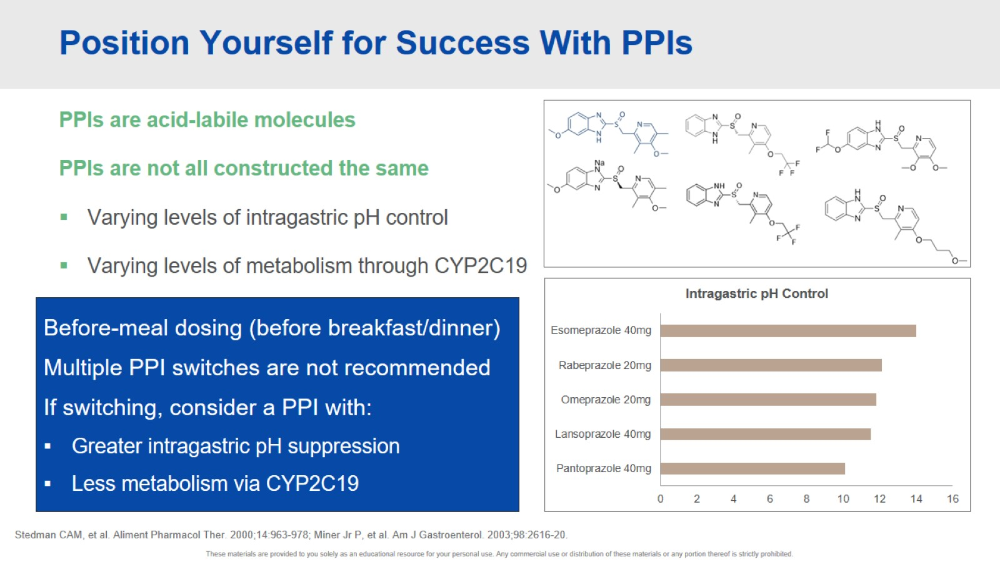 Position Yourself for Success With PPIs
PPIs are acid-labile molecules
PPIs are not all constructed the same
▪ Varying levels of intragastric pH control
▪ Varying levels of metabolism through CYP2C19
Before-meal dosing (before breakfast/dinner)
Multiple PPI switches are not recommended
If switching, consider a PPI with:
▪ Greater intragastric pH suppression
▪ Less metabolism via CYP2C19
O N S O N N H O
N S O N N H O F F F
F F O H N N S O N O O
Na N N S O N O O
NH N S O N O F F F
H N N S O N O O
Intragastric pH Control
Esomeprazole 40mg
Rabeprazole 20mg
Omeprazole 20mg
Lansoprazole 40mg
Pantoprazole 40mg
0 2 4 6 8 10 12 14 16
Stedman CAM, et al. Aliment Pharmacol Ther. 2000;14:963-978; Miner Jr P, et al. Am J Gastroenterol. 2003;98:2616-20.
These materials are provided to you solely as an educational resource for your personal use. Any commercial use or distribution of these materials or any portion thereof is strictly prohibited.